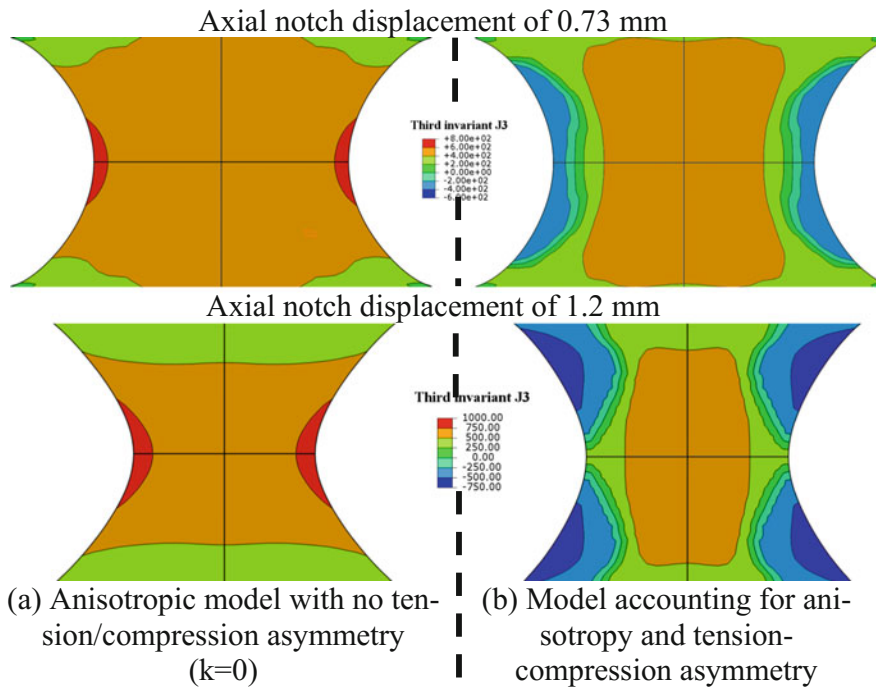 Axial notch displacement of 0.73 mm
Third invariant J3
+8.00e+02
+6.00e+02
+4.00e+02
+2.00e+02
+0.00e+00
-2.00e+02
-4.00e+02
-6.00e+02
Axial notch displacement of 1.2 mm
Third invariant J3
1000.00
750.00
500.00
250.00
0.00
-250.00
-500.00
-750.00
(a) Anisotropic model with no ten-
sion/compression asymmetry
(k=0)
(b) Model accounting for ani-
sotropy and tension-
compression asymmetry